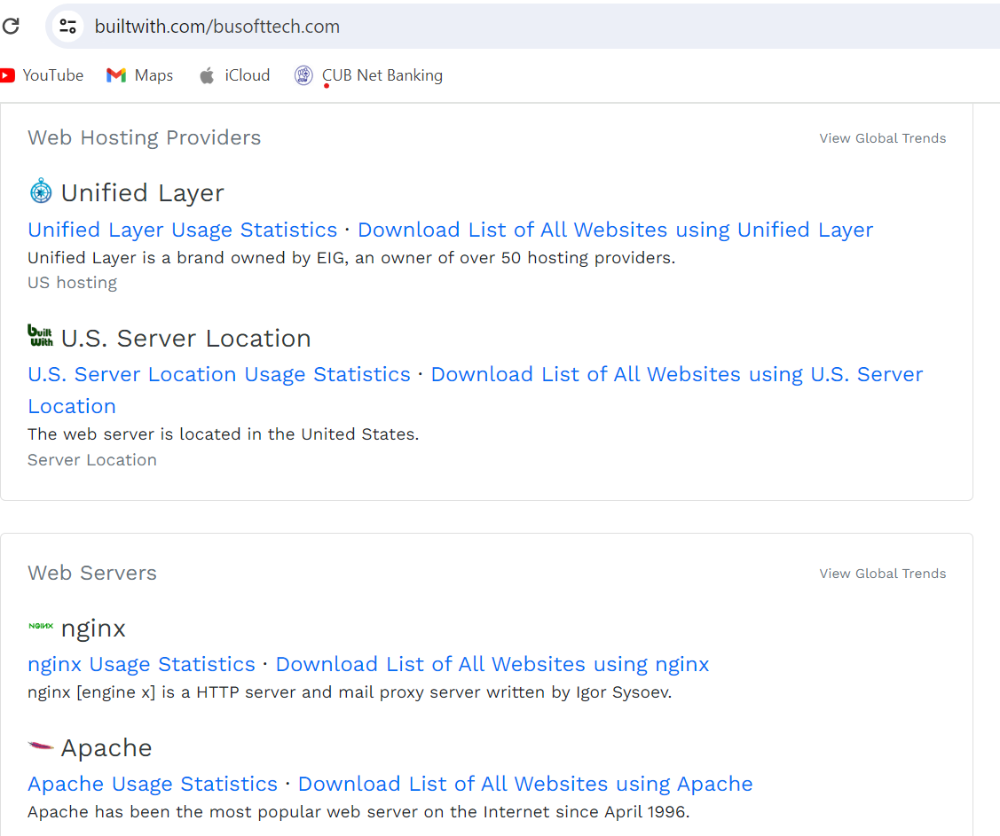 builtwith.com/busofttech.com
YouTube Maps iCloud CUB Net Banking
Web Hosting Providers View Global Trends
Unified Layer
Unified Layer Usage Statistics · Download List of All Websites using Unified Layer
Unified Layer is a brand owned by EIG, an owner of over 50 hosting providers.
US hosting
built With U.S. Server Location
U.S. Server Location Usage Statistics · Download List of All Websites using U.S. Server
Location
The web server is located in the United States.
Server Location
Web Servers View Global Trends
NGINX nginx
nginx Usage Statistics · Download List of All Websites using nginx
nginx [engine x] is a HTTP server and mail proxy server written by Igor Sysoev.
Apache
Apache Usage Statistics · Download List of All Websites using Apache
Apache has been the most popular web server on the Internet since April 1996.